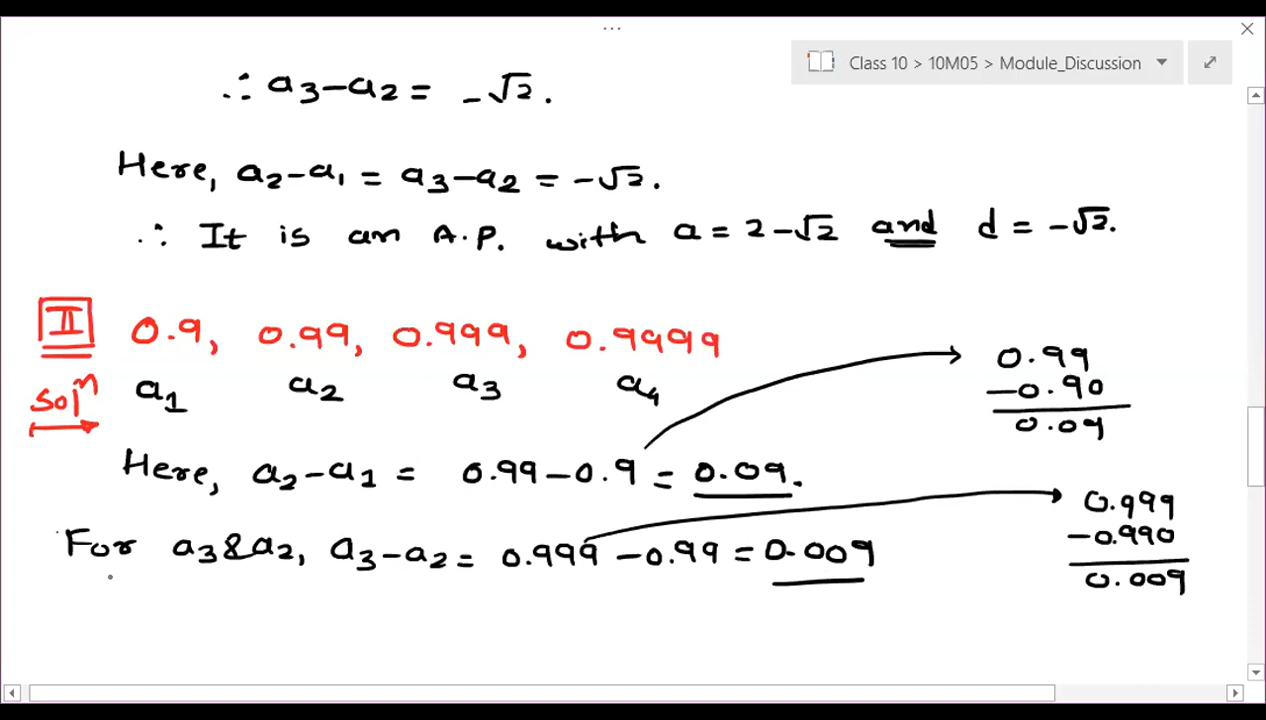 ...
Class 10 > 10M05 > Module_Discussion
∴ a3-a2 = -√2.
Here, a2-a1 = a3-a2 = -√2.
∴ It is an A.P. with a = 2-√2 and d = -√2.
II 0.9, 0.99, 0.999, 0.9999
Solⁿ a1 a2 a3 a4
0.99
-0.90
0.09
Here, a2-a1 = 0.99-0.9 = 0.09.
For a3&a2, a3-a2 = 0.999-0.99 = 0.009
0.999
-0.990
0.009